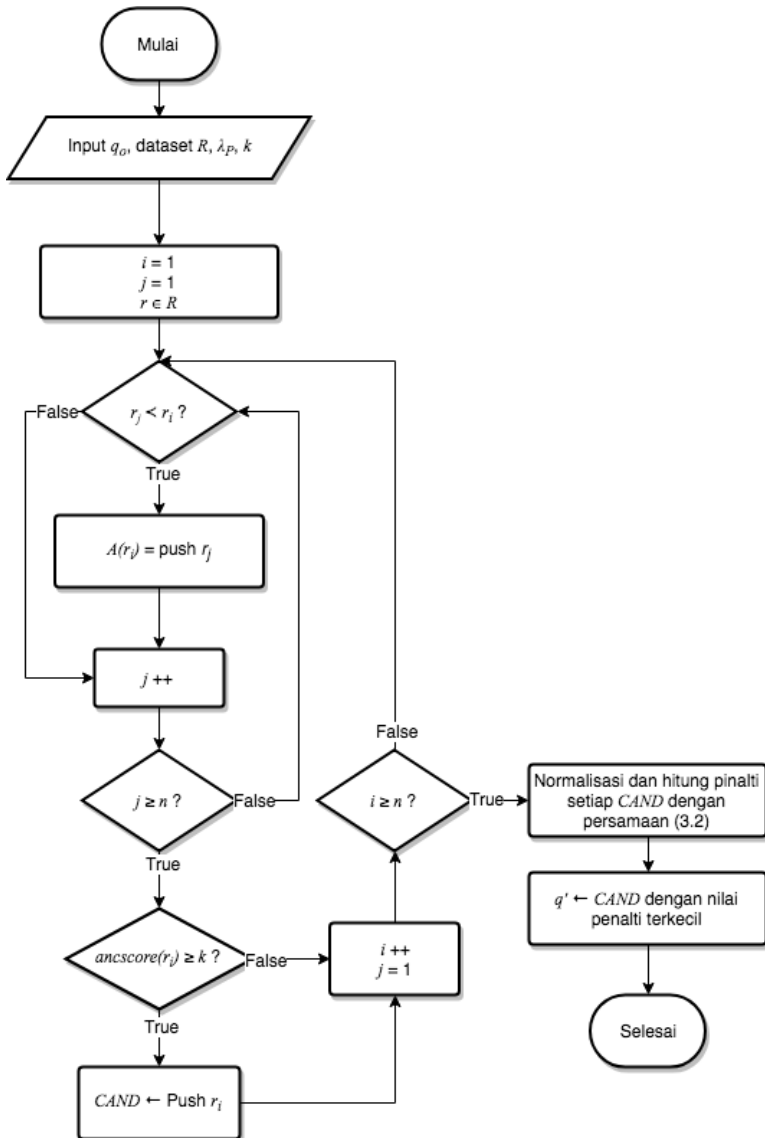 Mulai
Input qₒ, dataset R, λ_P, k
i = 1
j = 1
r ∈ R
r_j < r_i ?
False
True
A(r_i) = push r_j
j ++
j ≥ n ?
False
True
ancscore(r_i) ≥ k ?
False
True
CAND ← Push r_i
i ++
j = 1
i ≥ n ?
False
True
Normalisasi dan hitung pinalti
setiap CAND dengan
persamaan (3.2)
q' ← CAND dengan nilai
penalti terkecil
Selesai